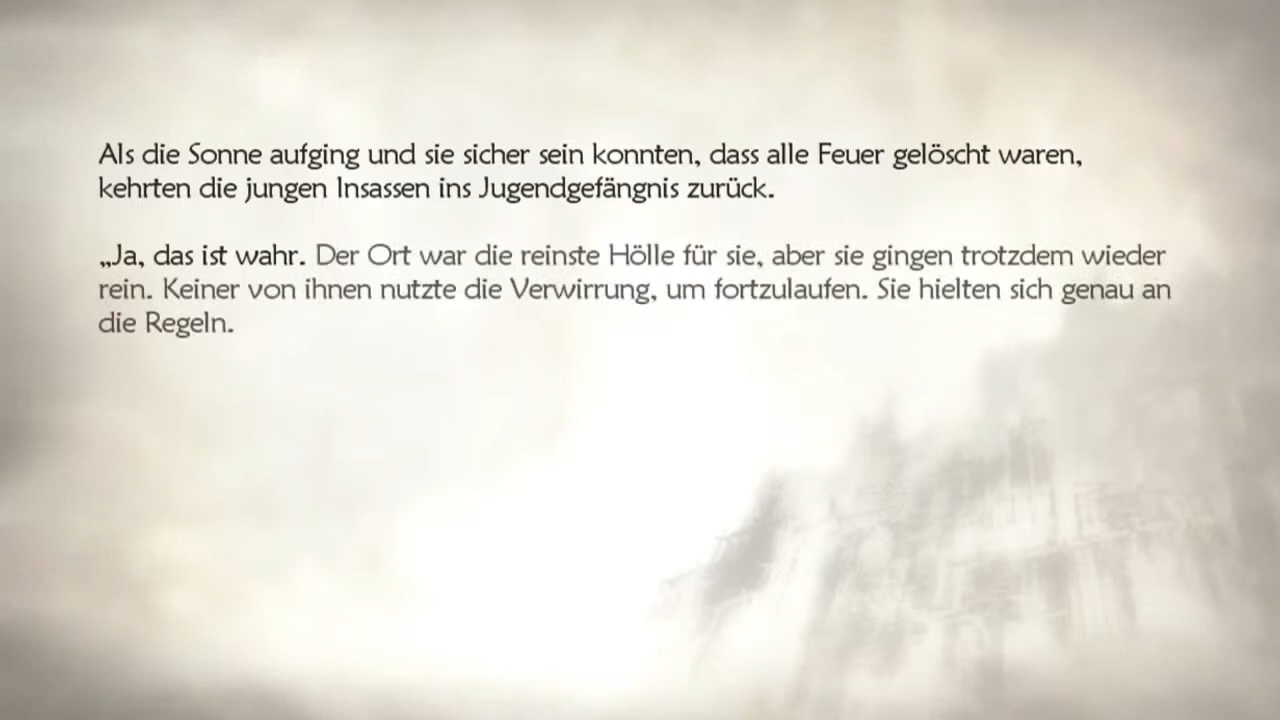 Als die Sonne aufging und sie sicher sein konnten, dass alle Feuer gelöscht waren,
kehrten die jungen Insassen ins Jugendgefängnis zurück.
„Ja, das ist wahr. Der Ort war die reinste Hölle für sie, aber sie gingen trotzdem wieder
rein. Keiner von ihnen nutzte die Verwirrung, um fortzulaufen. Sie hielten sich genau an
die Regeln.